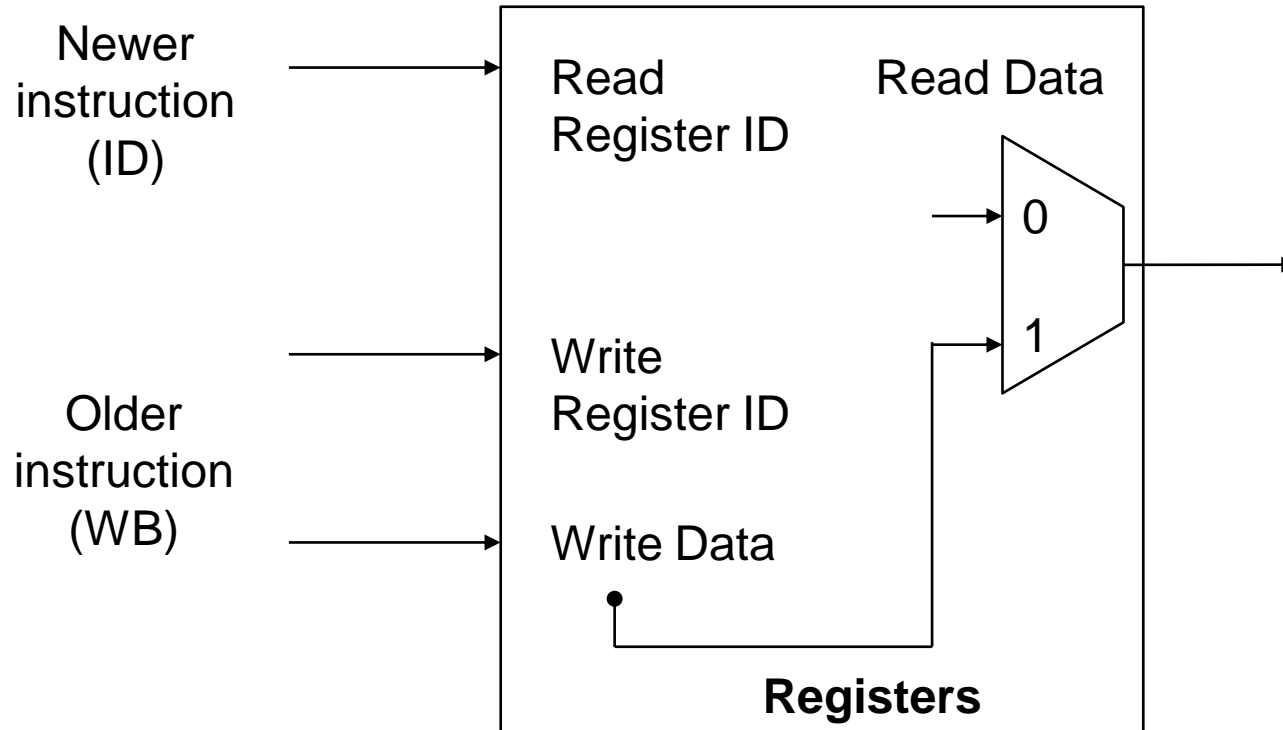 Newer
instruction
(ID)
Read
Register ID
Read Data
0
1
Write
Register ID
Older
instruction
(WB)
Write Data
Registers